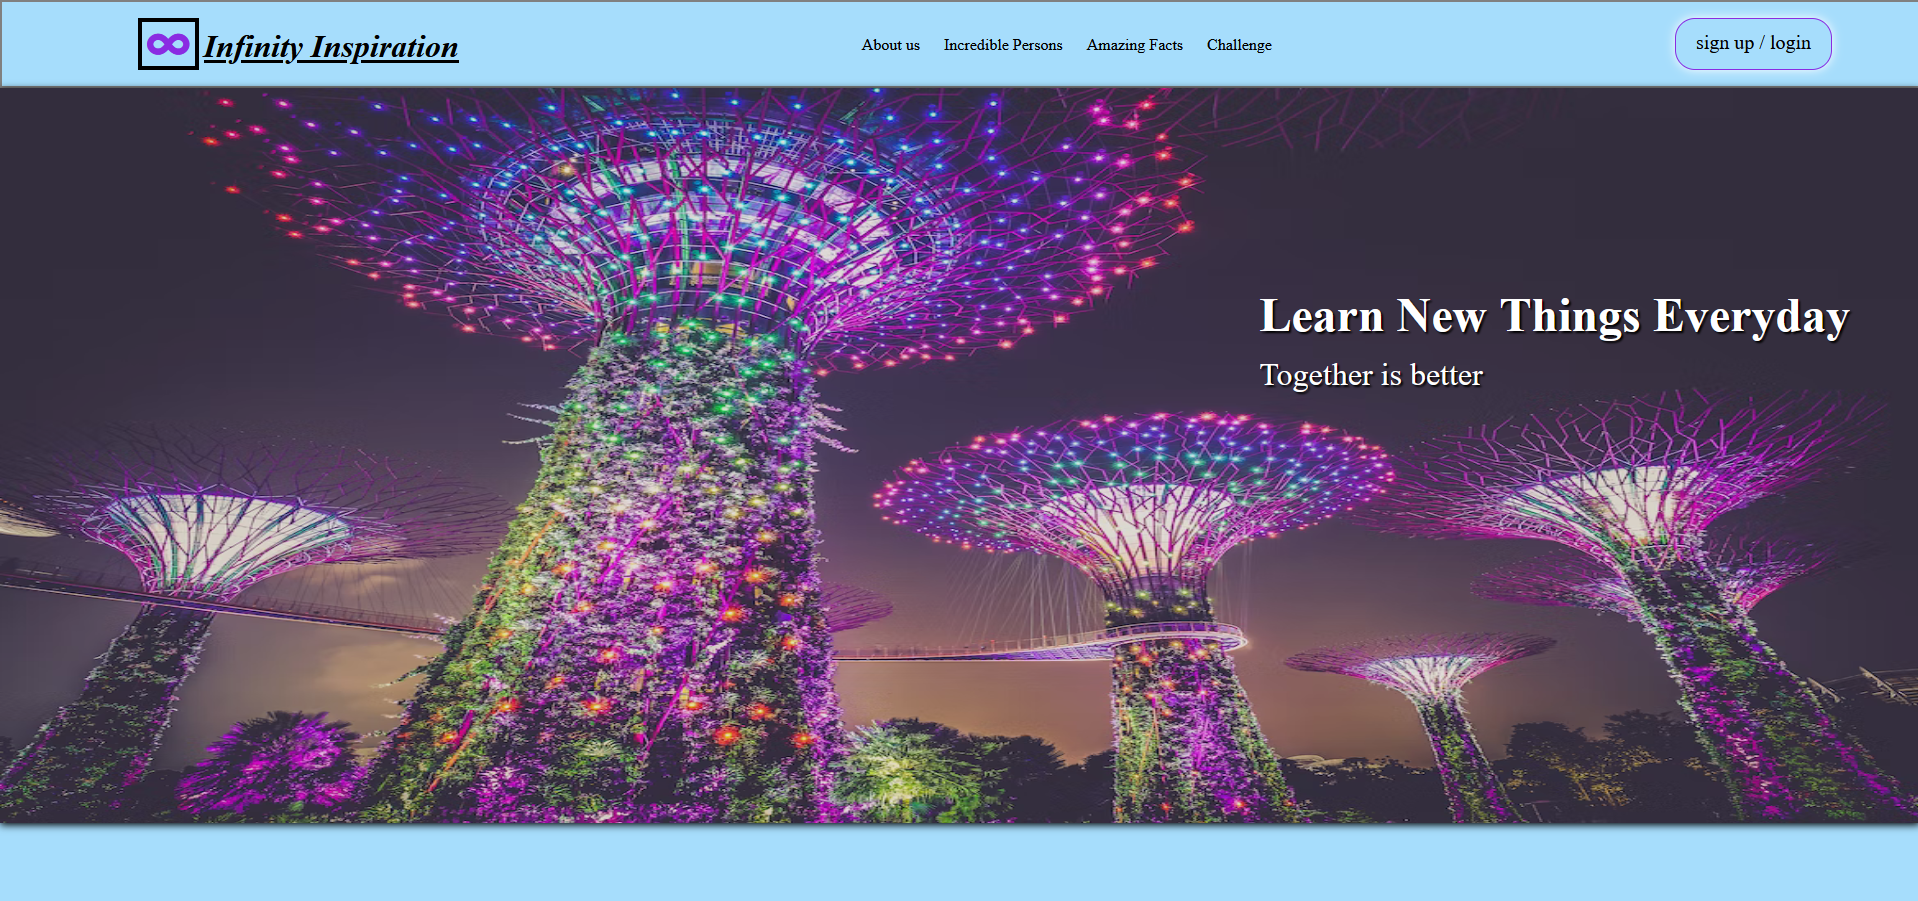 Infinity Inspiration
About us
Incredible Persons
Amazing Facts
Challenge
sign up / login
Learn New Things Everyday
Together is better